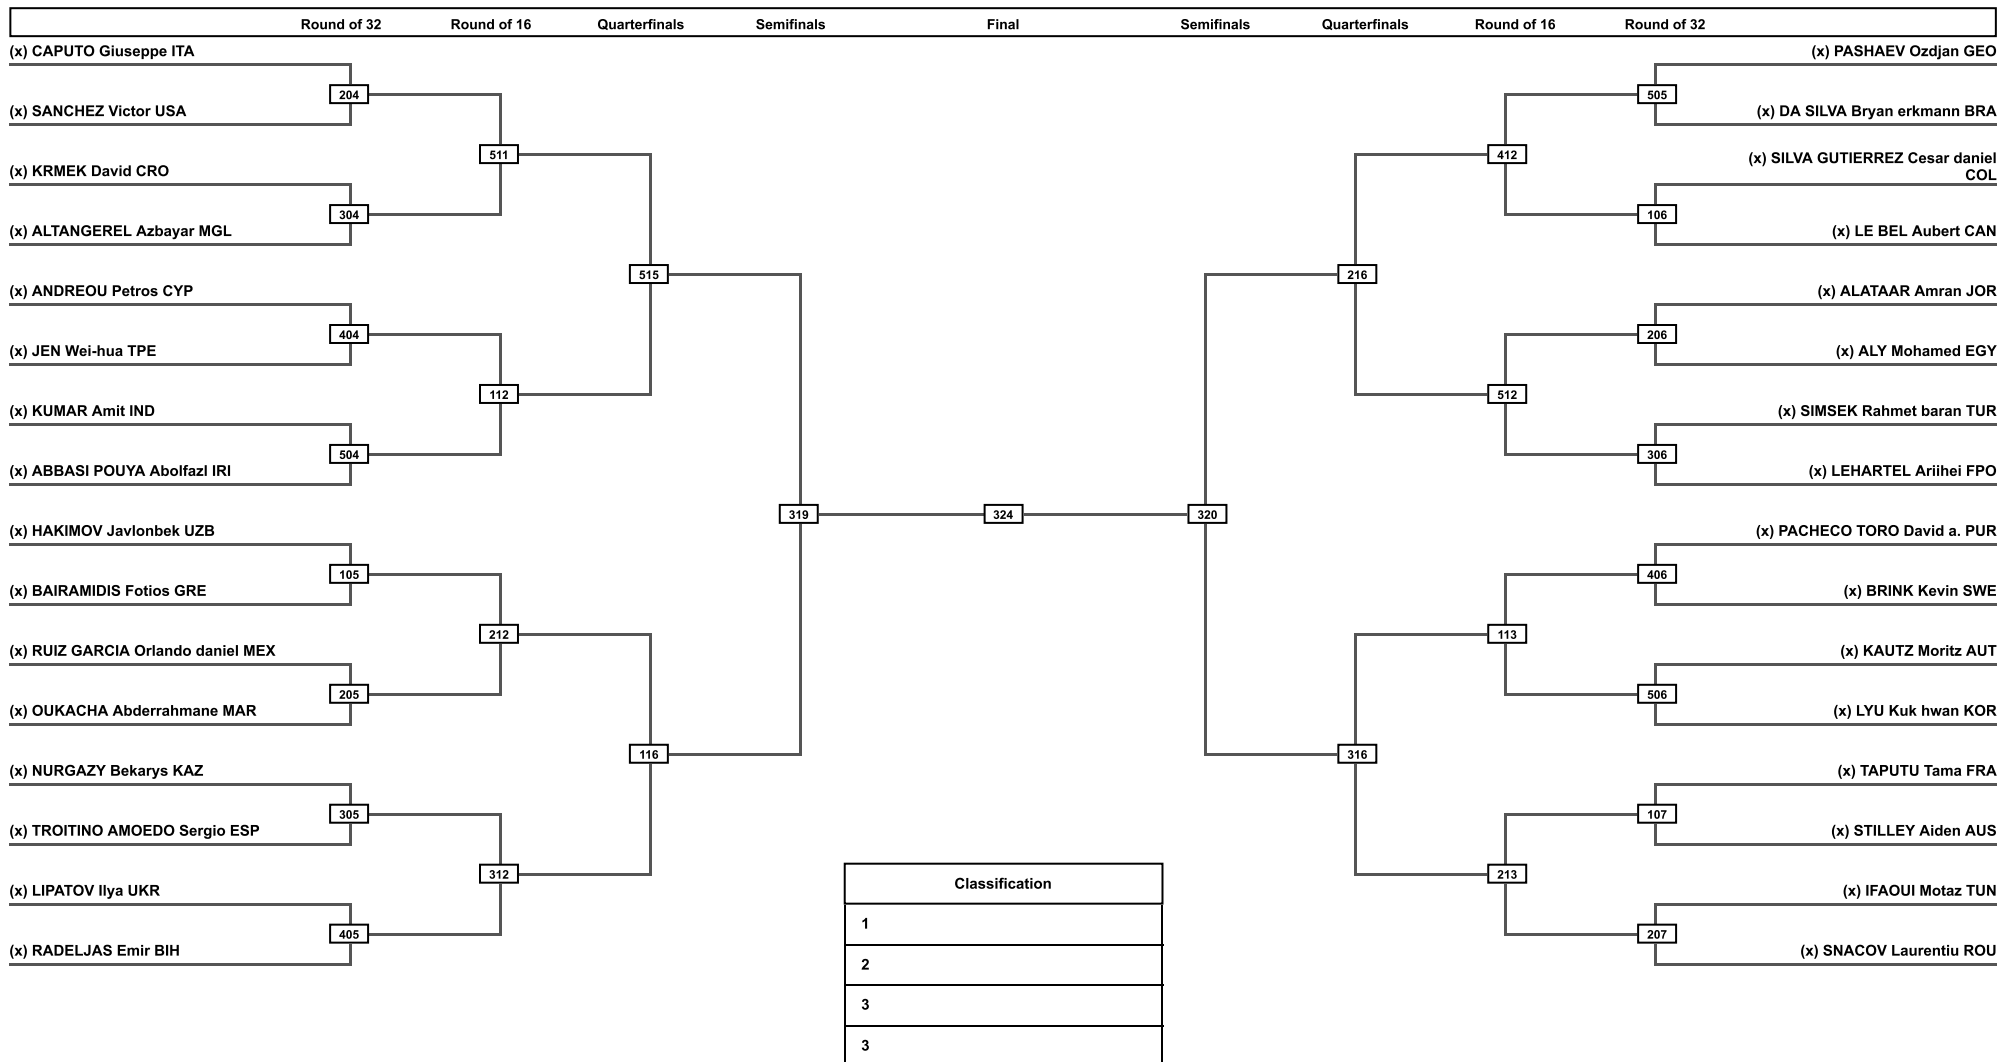 Round of 32 Round of 16 Quarterfinals Semifinals Final Semifinals Quarterfinals Round of 16 Round of 32
(x) CAPUTO Giuseppe ITA
204
(x) SANCHEZ Victor USA
511
(x) KRMEK David CRO
304
(x) ALTANGEREL Azbayar MGL
515
(x) ANDREOU Petros CYP
404
(x) JEN Wei-hua TPE
112
(x) KUMAR Amit IND
504
(x) ABBASI POUYA Abolfazl IRI
319
(x) HAKIMOV Javlonbek UZB
105
(x) BAIRAMIDIS Fotios GRE
212
(x) RUIZ GARCIA Orlando daniel MEX
205
(x) OUKACHA Abderrahmane MAR
116
(x) NURGAZY Bekarys KAZ
305
(x) TROITINO AMOEDO Sergio ESP
312
(x) LIPATOV Ilya UKR
405
(x) RADELJAS Emir BIH
324
(x) PASHAEV Ozdjan GEO
505
(x) DA SILVA Bryan erkmann BRA
412
(x) SILVA GUTIERREZ Cesar daniel
COL
106
(x) LE BEL Aubert CAN
216
(x) ALATAAR Amran JOR
206
(x) ALY Mohamed EGY
512
(x) SIMSEK Rahmet baran TUR
306
(x) LEHARTEL Ariihei FPO
320
(x) PACHECO TORO David a. PUR
406
(x) BRINK Kevin SWE
113
(x) KAUTZ Moritz AUT
506
(x) LYU Kuk hwan KOR
316
(x) TAPUTU Tama FRA
107
(x) STILLEY Aiden AUS
213
(x) IFAOUI Motaz TUN
207
(x) SNACOV Laurentiu ROU
Classification
1
2
3
3